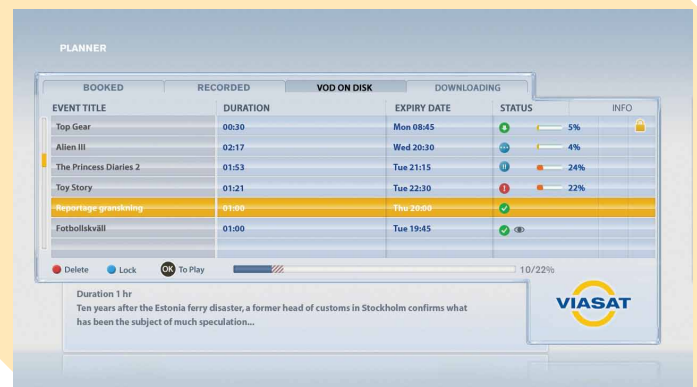 PLANNER
BOOKED RECORDED VOD ON DISK DOWNLOADING
EVENT TITLE DURATION EXPIRY DATE STATUS INFO
Top Gear 00:30 Mon 08:45 5%
Alien III 02:17 Wed 20:30 4%
The Princess Diaries 2 01:53 Tue 21:15 24%
Toy Story 01:21 Tue 22:30 22%
Reportage granskning 01:00 Thu 20:00
Fotbollskväll 01:00 Tue 19:45
Delete Lock OK To Play 10/22%
Duration 1 hr
Ten years after the Estonia ferry disaster, a former head of customs in Stockholm confirms what
has been the subject of much speculation...
VIASAT